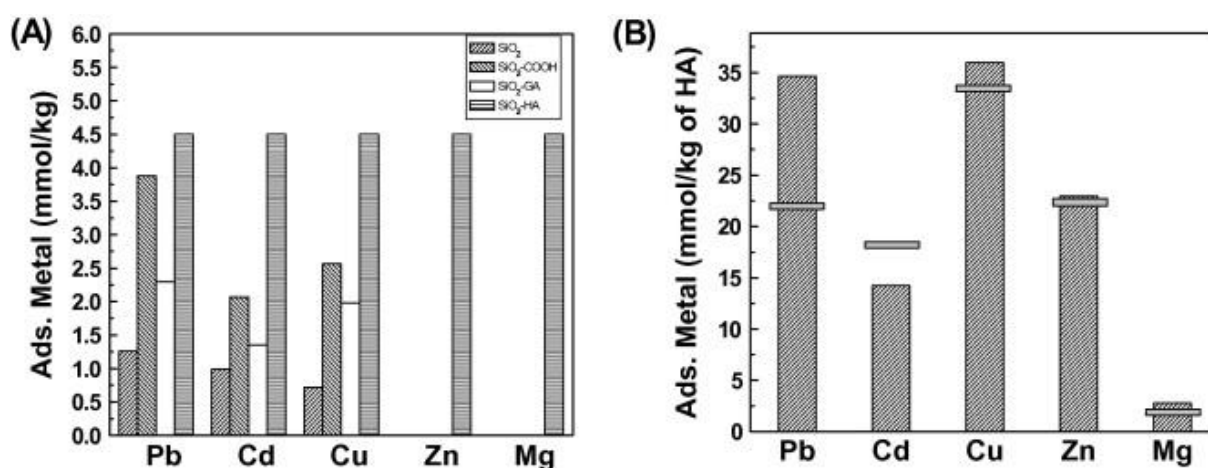 (A)
Ads. Metal (mmol/kg)
6.0
5.5
5.0
4.5
4.0
3.5
3.0
2.5
2.0
1.5
1.0
0.5
0.0
SiO₂
SiO₂-COOH
SiO₂-GA
SiO₂-HA
Pb Cd Cu Zn Mg
(B)
Ads. Metal (mmol/kg of HA)
35
30
25
20
15
10
5
0
Pb Cd Cu Zn Mg